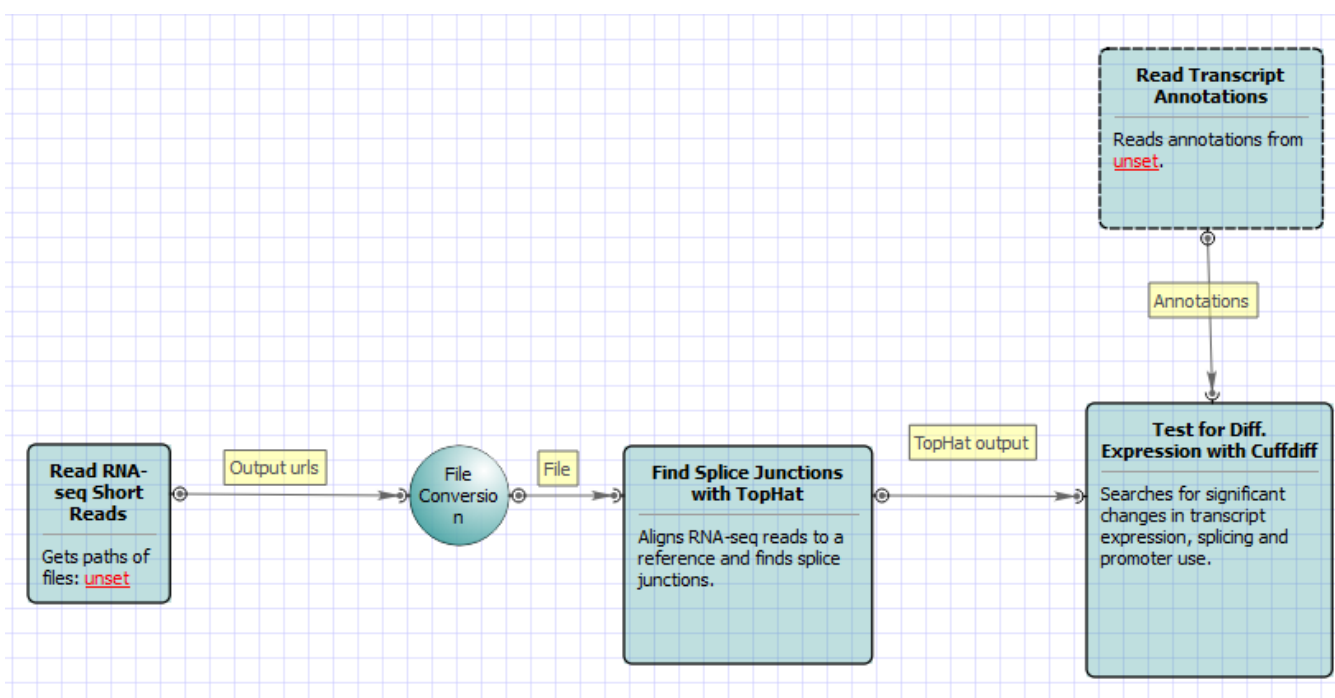 Read Transcript
Annotations
Reads annotations from
unset.
Annotations
Read RNA-
seq Short
Reads
Gets paths of
files: unset
Output urls
File
Conversio
n
File
Find Splice Junctions
with TopHat
Aligns RNA-seq reads to a
reference and finds splice
junctions.
TopHat output
Test for Diff.
Expression with Cuffdiff
Searches for significant
changes in transcript
expression, splicing and
promoter use.